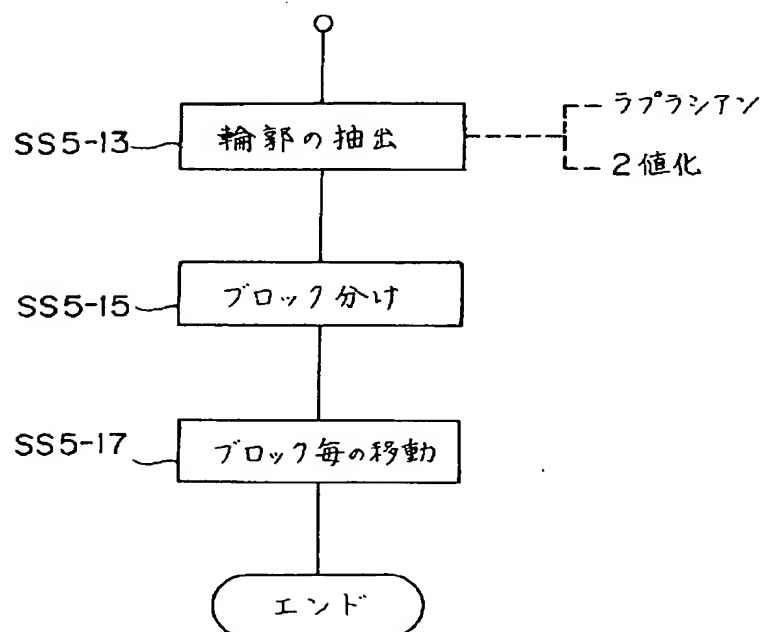 ラプラシアン
SS5-13 輪郭の抽出
2値化
SS5-15 ブロック分け
SS5-17 ブロック毎の移動
エンド